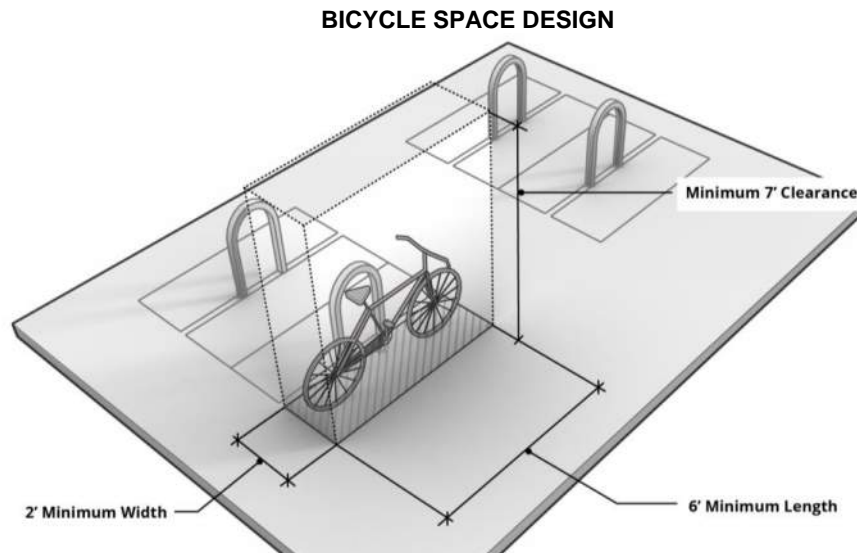 BICYCLE SPACE DESIGN
Minimum 7’ Clearance
2’ Minimum Width
6’ Minimum Length